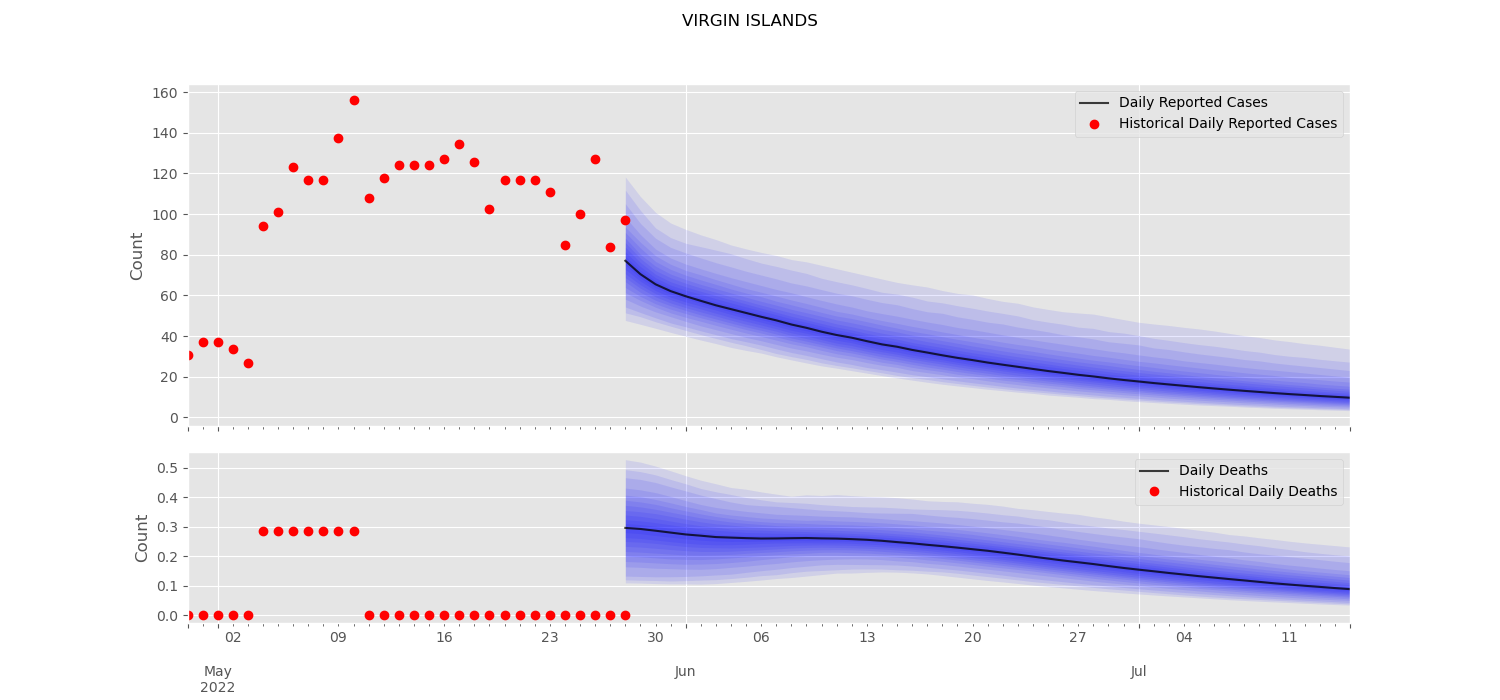 VIRGIN ISLANDS
160
140
120
100
80
60
40
20
0
Count
Daily Reported Cases
Historical Daily Reported Cases
0.5
0.4
0.3
0.2
0.1
0.0
Count
Daily Deaths
Historical Daily Deaths
02 09 16 23 30 06 13 20 27 04 11
May Jun Jul
2022